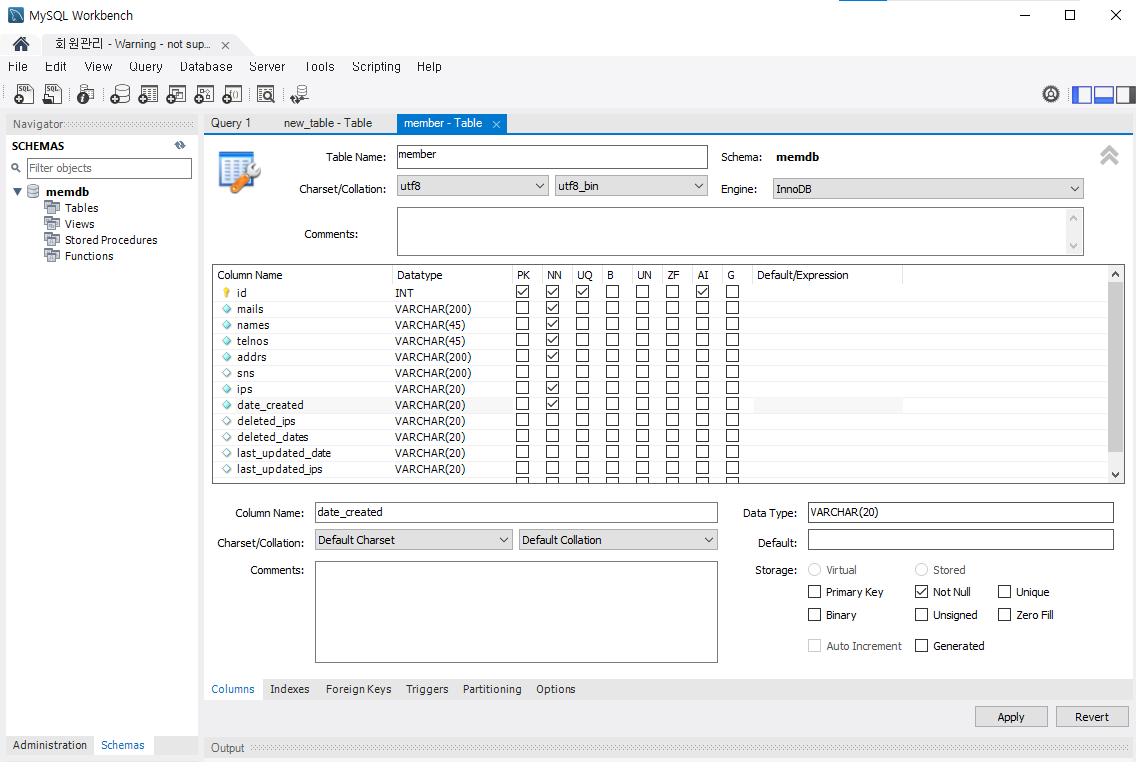 MySQL Workbench
회원관리 - Warning - not sup...
File Edit View Query Database Server Tools Scripting Help
Navigator
SCHEMAS
Filter objects
memdb
Tables
Views
Stored Procedures
Functions
Administration Schemas
Query 1 new_table - Table member - Table
Table Name: member Schema: memdb
Charset/Collation: utf8 utf8_bin Engine: InnoDB
Comments:
Column Name Datatype PK NN UQ B UN ZF AI G Default/Expression
id INT
mails VARCHAR(200)
names VARCHAR(45)
telnos VARCHAR(45)
addrs VARCHAR(200)
sns VARCHAR(200)
ips VARCHAR(20)
date_created VARCHAR(20)
deleted_ips VARCHAR(20)
deleted_dates VARCHAR(20)
last_updated_date VARCHAR(20)
last_updated_ips VARCHAR(20)
Column Name: date_created Data Type: VARCHAR(20)
Charset/Collation: Default Charset Default Collation Default:
Comments: Storage: Virtual Stored
Primary Key Not Null Unique
Binary Unsigned Zero Fill
Auto Increment Generated
Columns Indexes Foreign Keys Triggers Partitioning Options
Apply Revert
Output